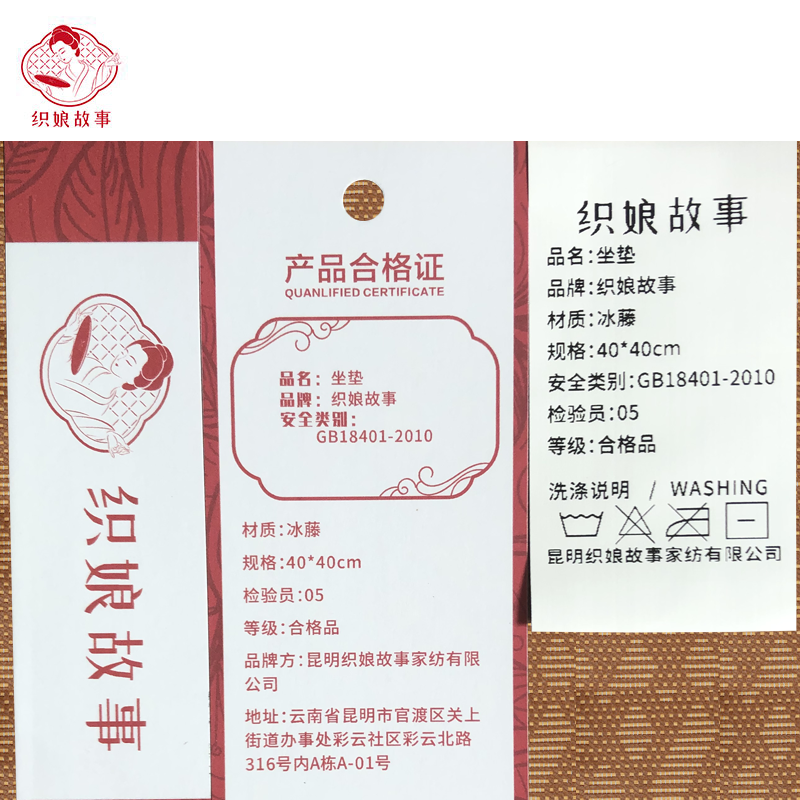 织娘故事
织娘故事
产品合格证
QUANLIFIED CERTIFICATE
品名：坐垫
品牌：织娘故事
安全类别：
GB18401-2010
材质：冰藤
规格：40*40cm
检验员：05
等级：合格品
品牌方：昆明织娘故事家纺有限
公司
地址：云南省昆明市官渡区关上
街道办事处彩云社区彩云北路
316号内A栋A-01号
织娘故事
品名：坐垫
品牌：织娘故事
材质：冰藤
规格：40*40cm
安全类别：GB18401-2010
检验员：05
等级：合格品
洗涤说明 / WASHING
昆明织娘故事家纺有限公司